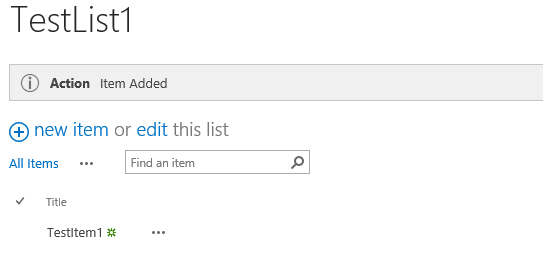 TestList1
Action Item Added
new item or edit this list
All Items ••• Find an item
Title
TestItem1 •••